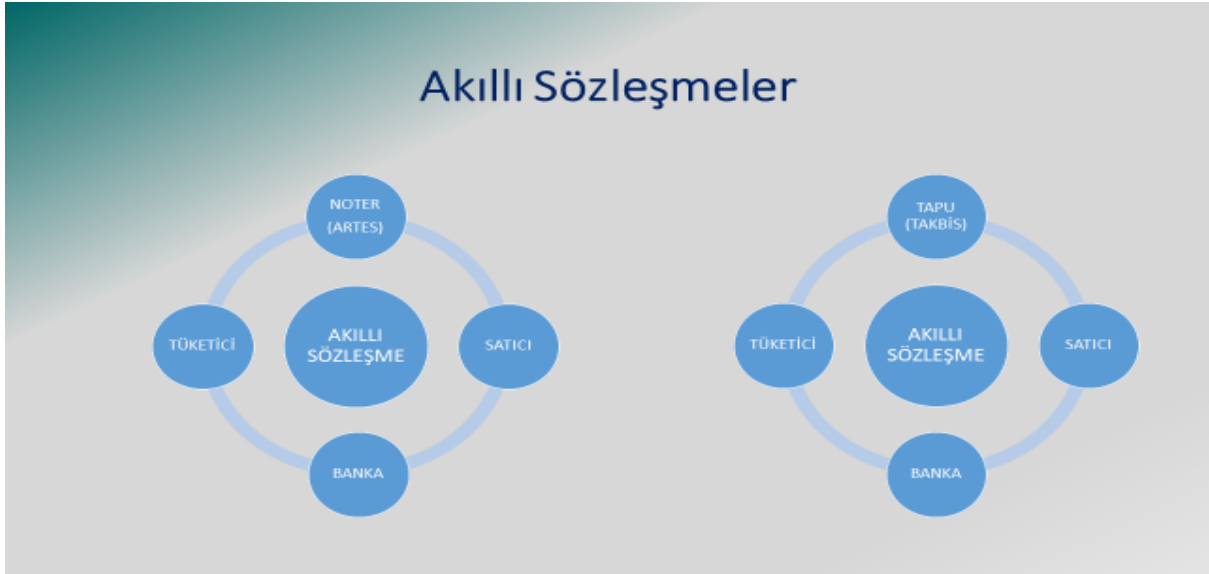 Akıllı Sözleşmeler
NOTER
(ARTES)
TÜKETİCİ
AKILLI
SÖZLEŞME
SATICI
BANKA
TAPU
(TAKBİS)
TÜKETİCİ
AKILLI
SÖZLEŞME
SATICI
BANKA